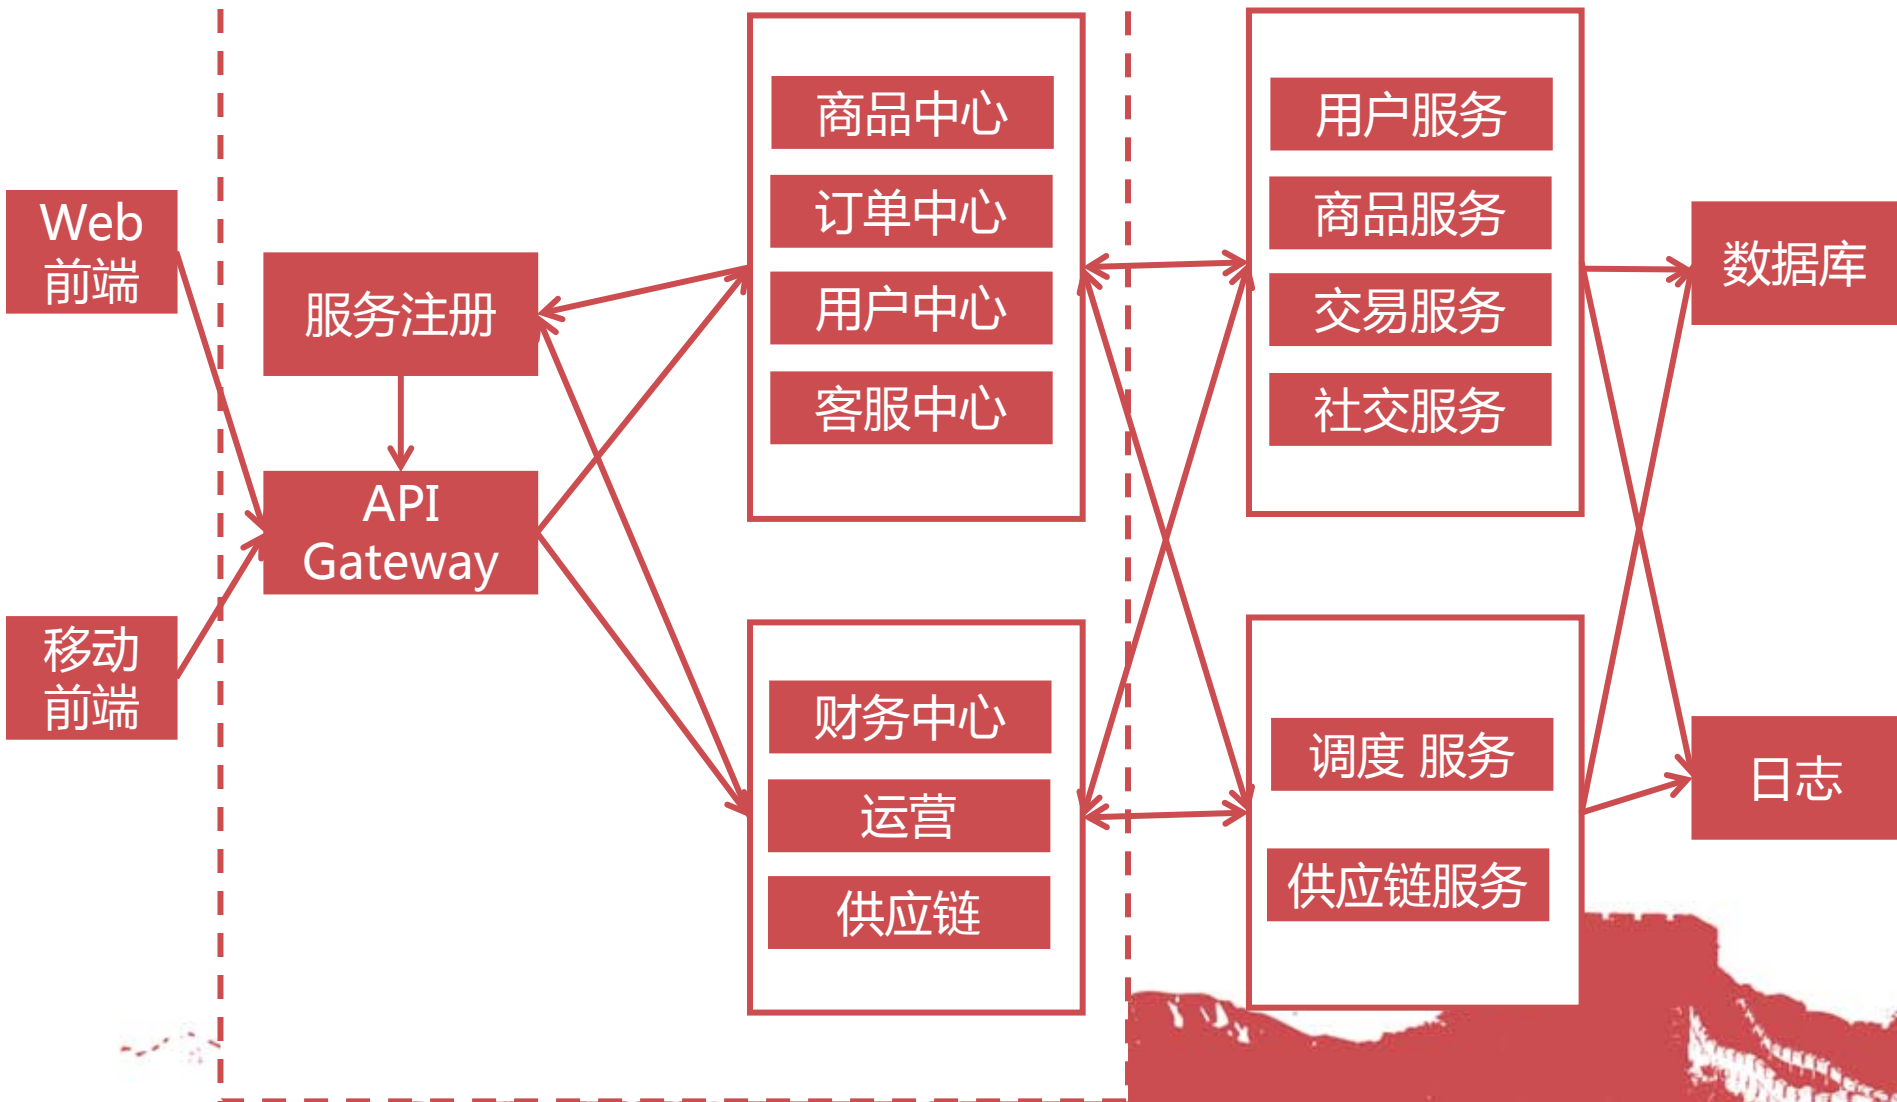 Web
前端
移动
前端
服务注册
API
Gateway
商品中心
订单中心
用户中心
客服中心
财务中心
运营
供应链
用户服务
商品服务
交易服务
社交服务
调度 服务
供应链服务
数据库
日志